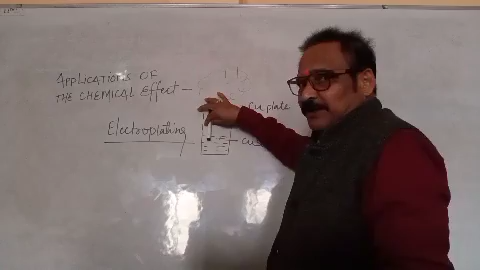 APPLICATIONS OF
THE CHEMICAL EFFECT –
Cu plate
Electroplating